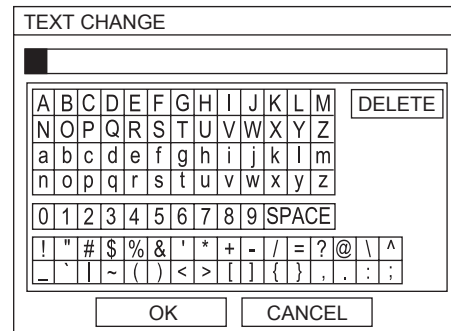 TEXT CHANGE
A B C D E F G H I J K L M DELETE
N O P Q R S T U V W X Y Z
a b c d e f g h i j k l m
n o p q r s t u v w x y z
0 1 2 3 4 5 6 7 8 9 SPACE
! " # $ % & ' * + - / = ? @ \ ^
_ ` | ~ ( ) < > [ ] { } , . : ;
OK CANCEL